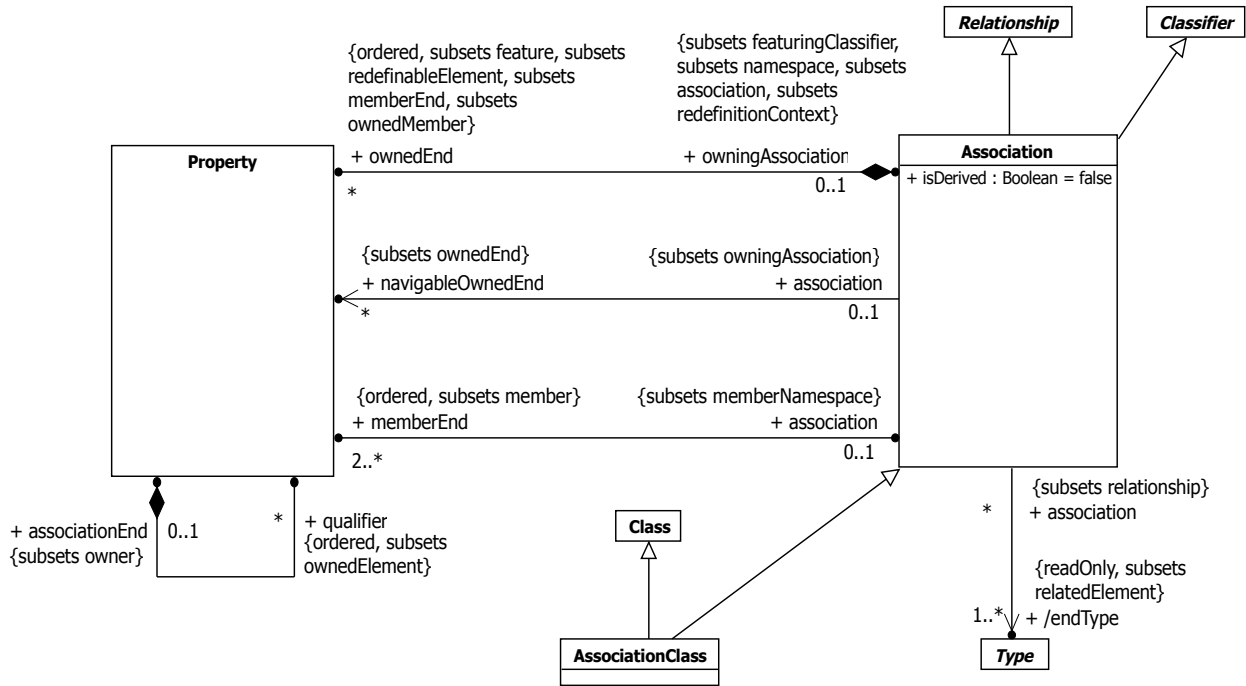 Relationship
Classifier
{ordered, subsets feature, subsets
redefinableElement, subsets
memberEnd, subsets
ownedMember}
{subsets featuringClassifier,
subsets namespace, subsets
association, subsets
redefinitionContext}
Property
+ ownedEnd
*
+ owningAssociation
0..1
Association
+ isDerived : Boolean = false
{subsets ownedEnd}
+ navigableOwnedEnd
*
{subsets owningAssociation}
+ association
0..1
{ordered, subsets member}
+ memberEnd
2..*
{subsets memberNamespace}
+ association
0..1
+ associationEnd
{subsets owner}
0..1
*
+ qualifier
{ordered, subsets
ownedElement}
Class
*
{subsets relationship}
+ association
{readOnly, subsets
relatedElement}
1..*
+ /endType
AssociationClass
Type